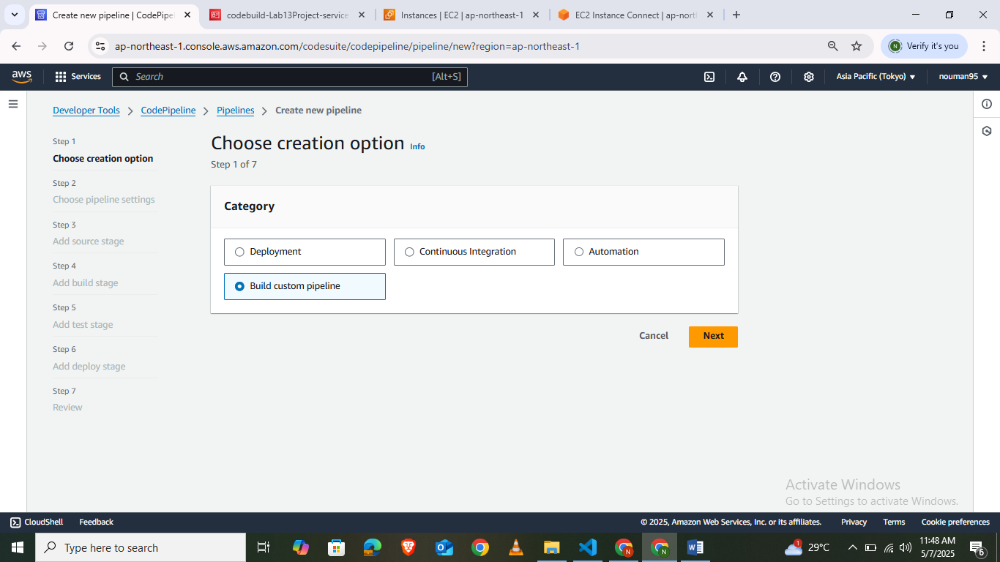 Create new pipeline | CodePipel
codebuild-Lab13Project-service
Instances | EC2 | ap-northeast-1
EC2 Instance Connect | ap-nort
ap-northeast-1.console.aws.amazon.com/codesuite/codepipeline/pipeline/new?region=ap-northeast-1
N
Verify it's you
aws
Services
Search
[Alt+S]
Asia Pacific (Tokyo)
nouman95
Developer Tools
CodePipeline
Pipelines
Create new pipeline
Step 1
Choose creation option
Step 2
Choose pipeline settings
Step 3
Add source stage
Step 4
Add build stage
Step 5
Add test stage
Step 6
Add deploy stage
Step 7
Review
Choose creation option Info
Step 1 of 7
Category
Deployment
Continuous Integration
Automation
Build custom pipeline
Cancel
Next
Activate Windows
Go to Settings to activate Windows.
CloudShell
Feedback
© 2025, Amazon Web Services, Inc. or its affiliates.
Privacy
Terms
Cookie preferences
Type here to search
N
N
1
29°C
11:48 AM
5/7/2025
6